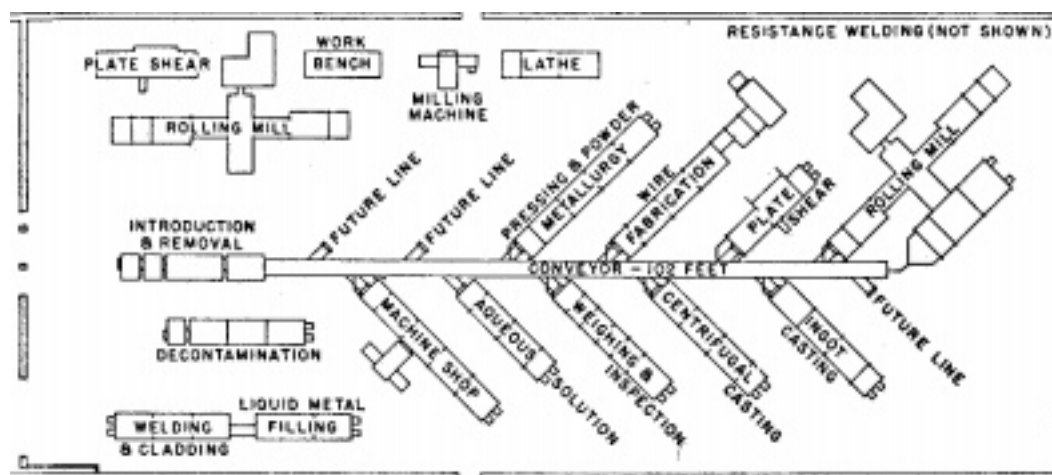 RESISTANCE WELDING (NOT SHOWN)
PLATE SHEAR
WORK
BENCH
MILLING
MACHINE
LATHE
ROLLING MILL
INTRODUCTION
& REMOVAL
FUTURE LINE
FUTURE LINE
PRESSING & POWDER
METALLURGY
WIRE
FABRICATION
PLATE
SHEAR
ROLLING MILL
CONVEYOR - 102 FEET
MACHINE SHOP
AQUEOUS
SOLUTION
WEIGHING &
INSPECTION
CENTRIFUGAL
CASTING
INGOT
CASTING
FUTURE LINE
DECONTAMINATION
WELDING
& CLADDING
LIQUID METAL
FILLING